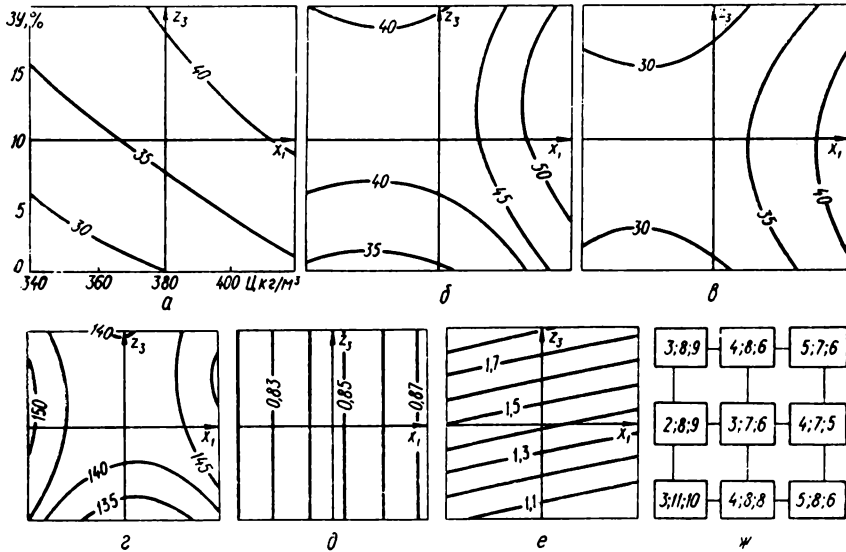 ЗУ,% z₃ 40 15 10 35 x₁ 5 30 0
340 360 380 400 Ц кг/м³
а
40 z₃ x₁ 50 45 40 35
б
30 x₁ 30 35 40
в
140 z₃ 150 x₁ 145 140 135
г
z₃ 0,83 0,85 0,87 x₁
д
z₃ 1,7 1,5 x₁ 1,3 1,1
е
3;8;9 4;8;6 5;7;6
2;8;9 3;7;6 4;7;5
3;11;10 4;8;8 5;8;6
ж